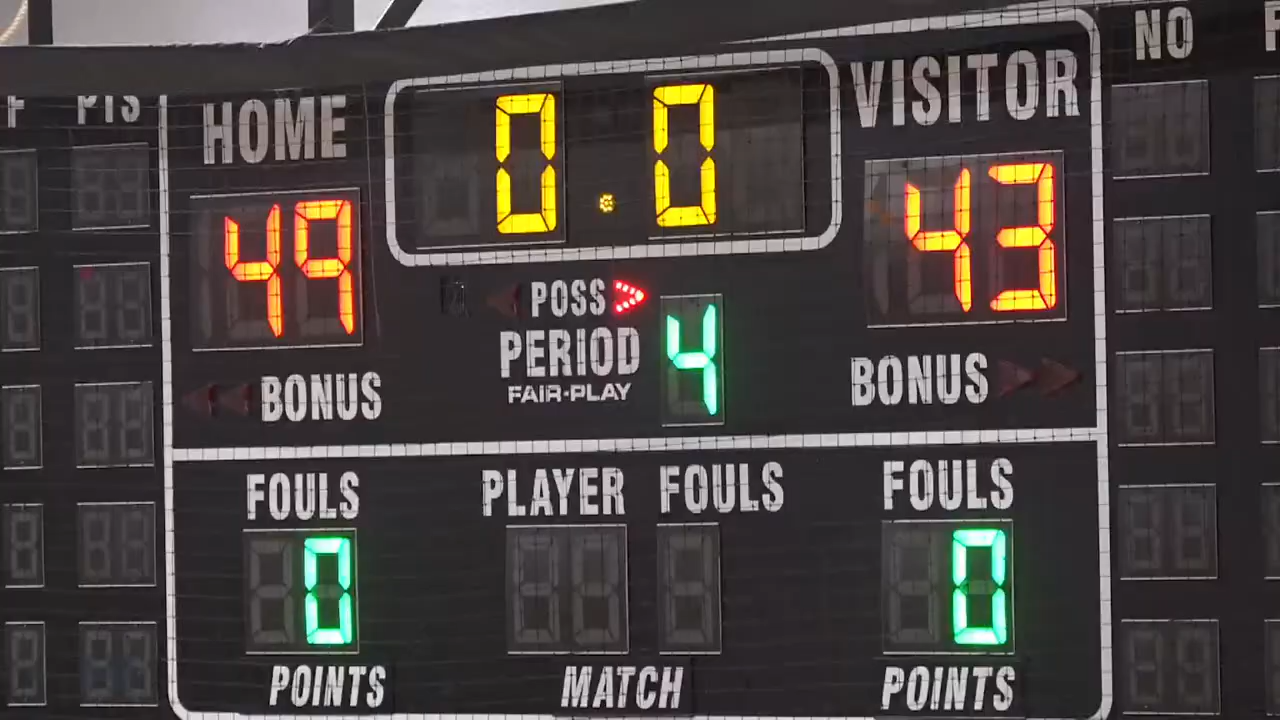 F PTS HOME 0.0 VISITOR NO
49 43
POSS
PERIOD 4
FAIR-PLAY
BONUS BONUS
FOULS PLAYER FOULS FOULS
0 0
POINTS MATCH POINTS